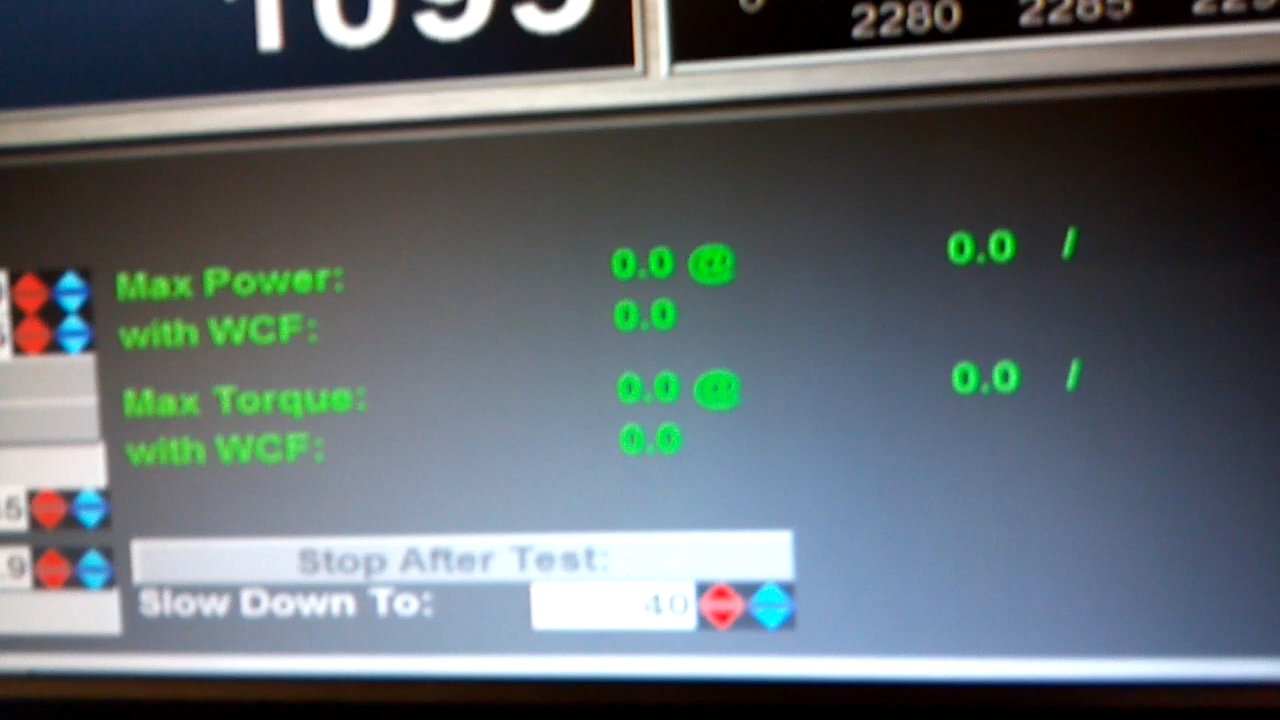 1099
2280 2285
Max Power: 0.0 @ 0.0 /
with WCF: 0.0
Max Torque: 0.0 @ 0.0 /
with WCF: 0.0
Stop After Test:
Slow Down To: 40